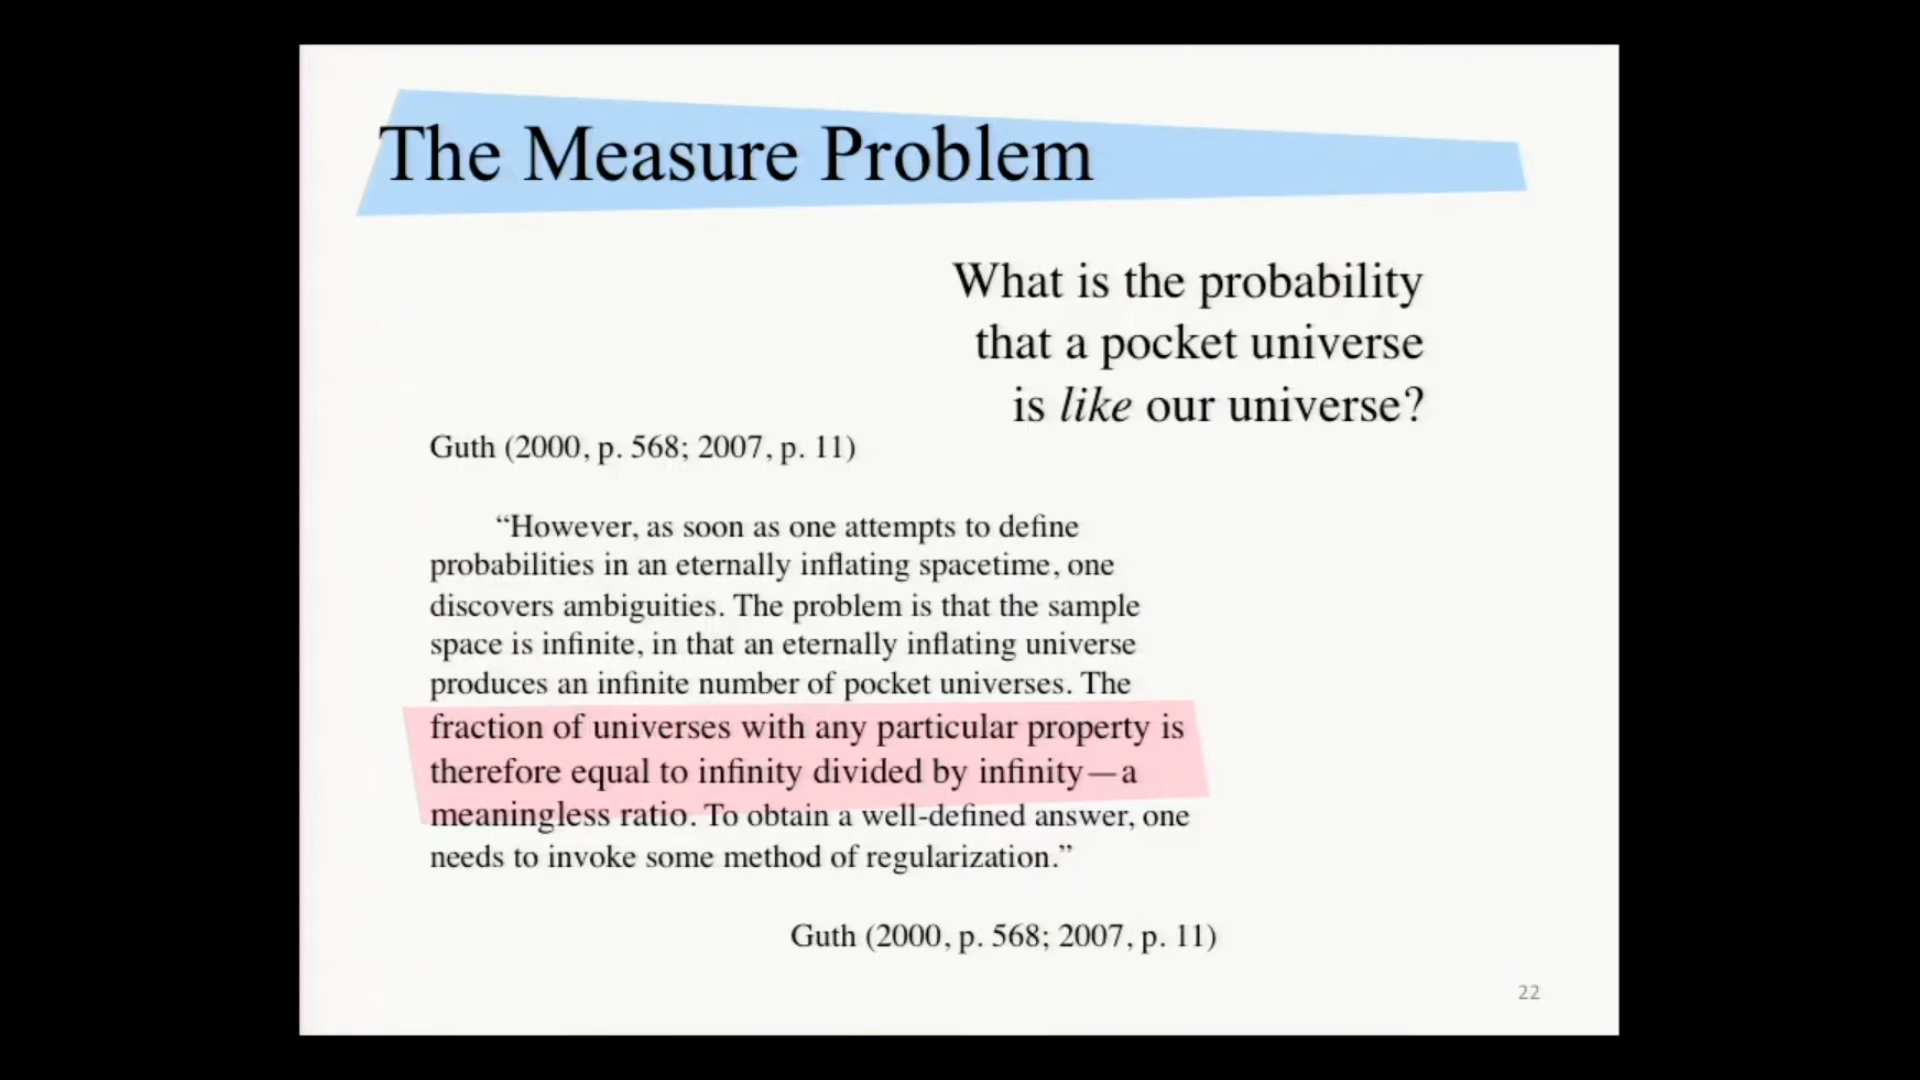 The Measure Problem
What is the probability
that a pocket universe
is like our universe?
Guth (2000, p. 568; 2007, p. 11)
“However, as soon as one attempts to define
probabilities in an eternally inflating spacetime, one
discovers ambiguities. The problem is that the sample
space is infinite, in that an eternally inflating universe
produces an infinite number of pocket universes. The
fraction of universes with any particular property is
therefore equal to infinity divided by infinity—a
meaningless ratio. To obtain a well-defined answer, one
needs to invoke some method of regularization.”
Guth (2000, p. 568; 2007, p. 11)
22